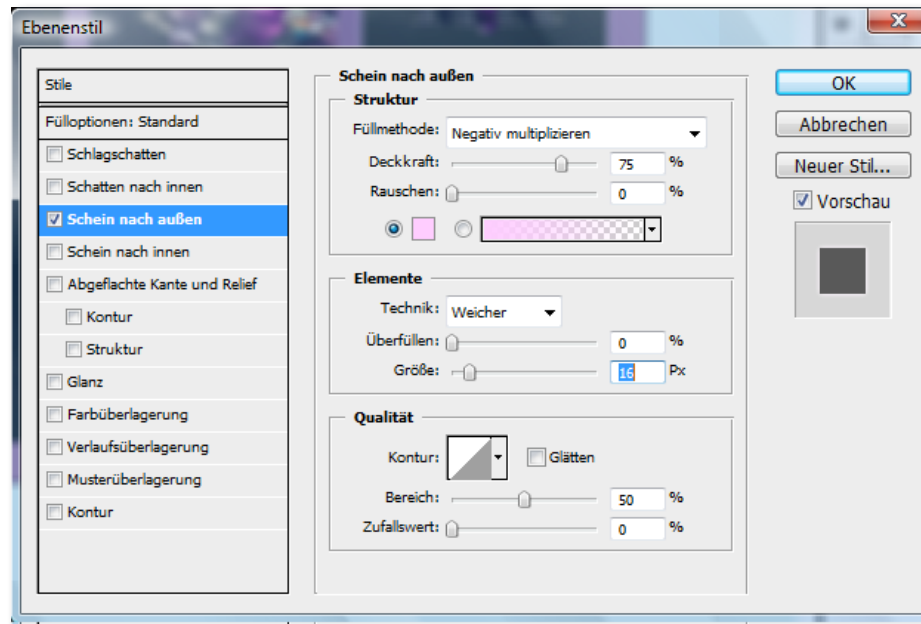 Ebenenstil
Stile
Fülloptionen: Standard
Schlagschatten
Schatten nach innen
Schein nach außen
Schein nach innen
Abgeflachte Kante und Relief
Kontur
Struktur
Glanz
Farbüberlagerung
Verlaufsüberlagerung
Musterüberlagerung
Kontur
Schein nach außen
Struktur
Füllmethode: Negativ multiplizieren
Deckkraft: 75 %
Rauschen: 0 %
Elemente
Technik: Weicher
Überfüllen: 0 %
Größe: 16 Px
Qualität
Kontur: Glätten
Bereich: 50 %
Zufallswert: 0 %
OK
Abbrechen
Neuer Stil...
Vorschau